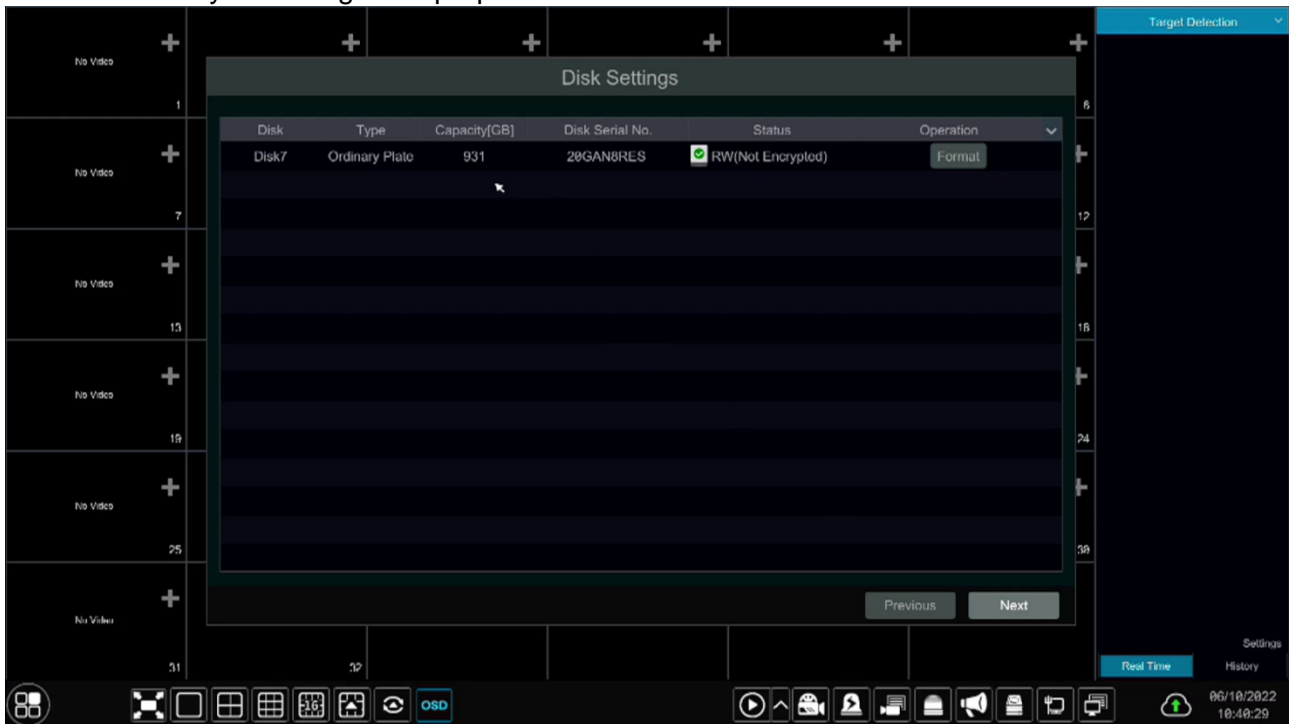 Target Detection
No Video
1
6
Disk Settings
Disk Type Capacity[GB] Disk Serial No. Status Operation
Disk7 Ordinary Plate 931 20GAN8RES RW(Not Encrypted) Format
No Video
7
12
No Video
13
18
No Video
19
24
No Video
25
30
Previous Next
No Video
31
32
Settings
Real Time History
16
OSD
06/10/2022
10:40:29